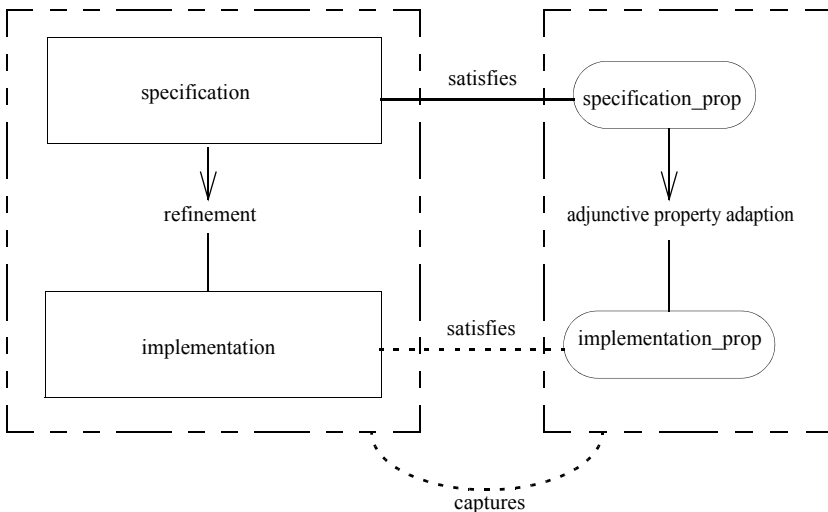 specification
satisfies
specification_prop
refinement
adjunctive property adaption
implementation
satisfies
implementation_prop
captures